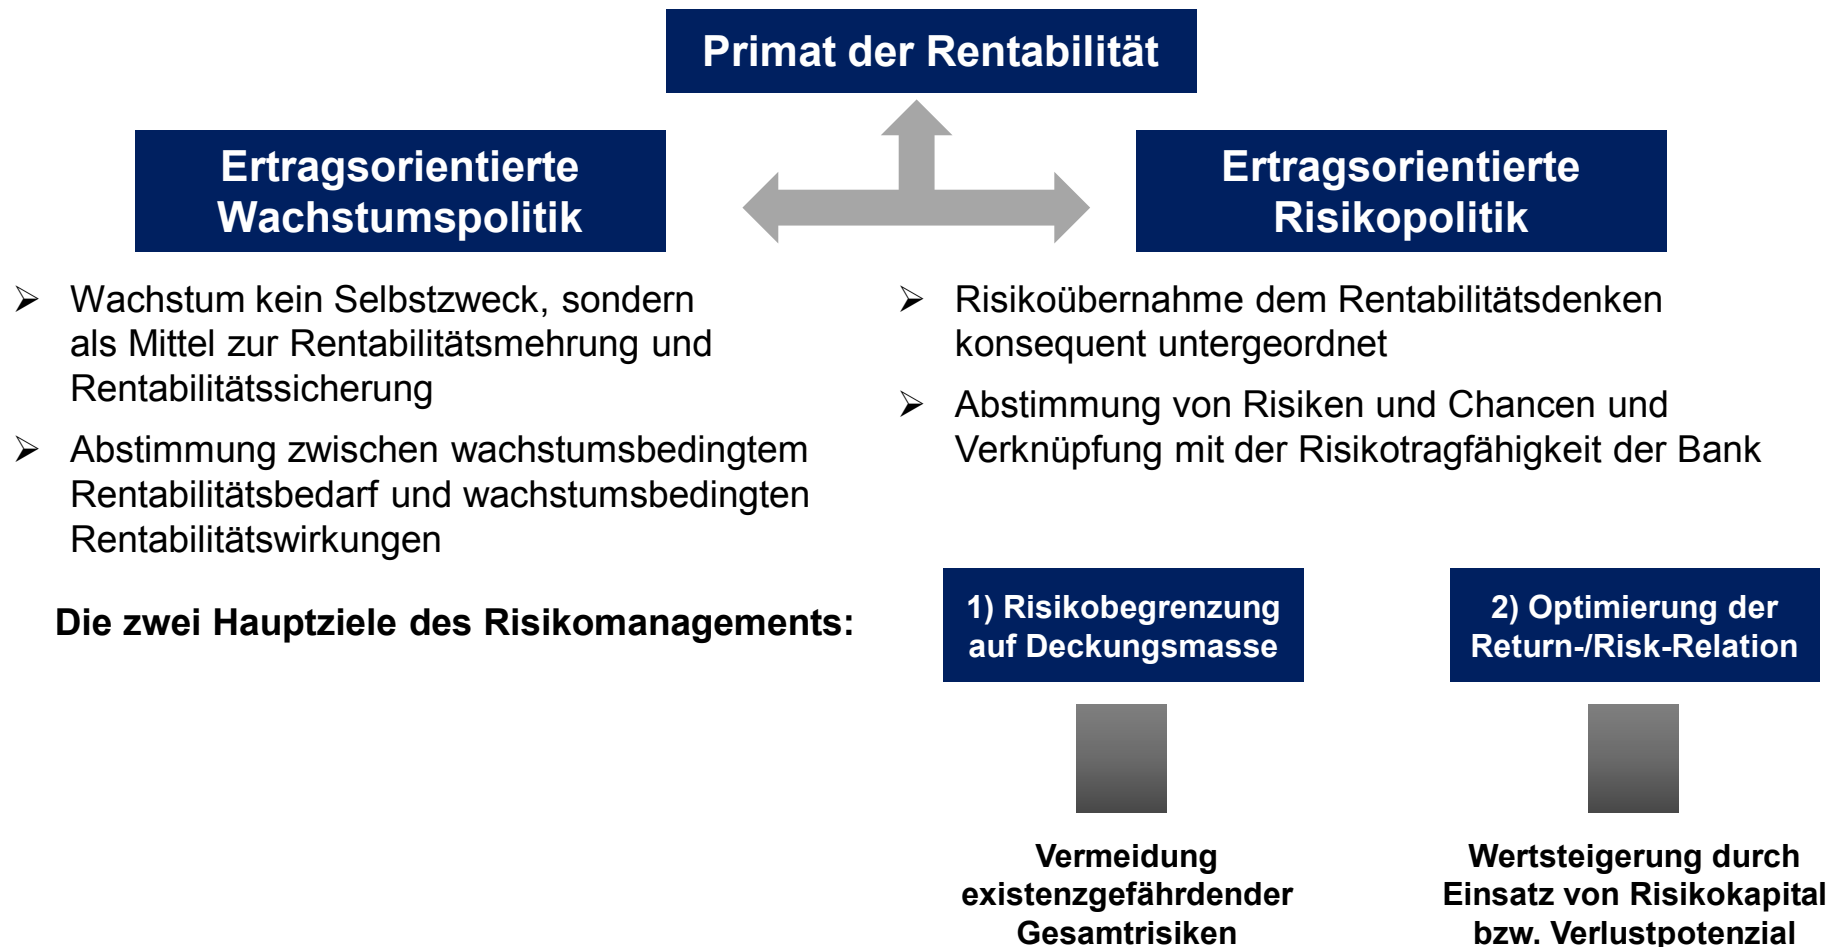 Primat der Rentabilität
Ertragsorientierte
Wachstumspolitik
Ertragsorientierte
Risikopolitik
➢ Wachstum kein Selbstzweck, sondern
als Mittel zur Rentabilitätsmehrung und
Rentabilitätssicherung
➢ Abstimmung zwischen wachstumsbedingtem
Rentabilitätsbedarf und wachstumsbedingten
Rentabilitätswirkungen
➢ Risikoübernahme dem Rentabilitätsdenken
konsequent untergeordnet
➢ Abstimmung von Risiken und Chancen und
Verknüpfung mit der Risikotragfähigkeit der Bank
Die zwei Hauptziele des Risikomanagements:
1) Risikobegrenzung
auf Deckungsmasse
Vermeidung
existenzgefährdender
Gesamtrisiken
2) Optimierung der
Return-/Risk-Relation
Wertsteigerung durch
Einsatz von Risikokapital
bzw. Verlustpotenzial